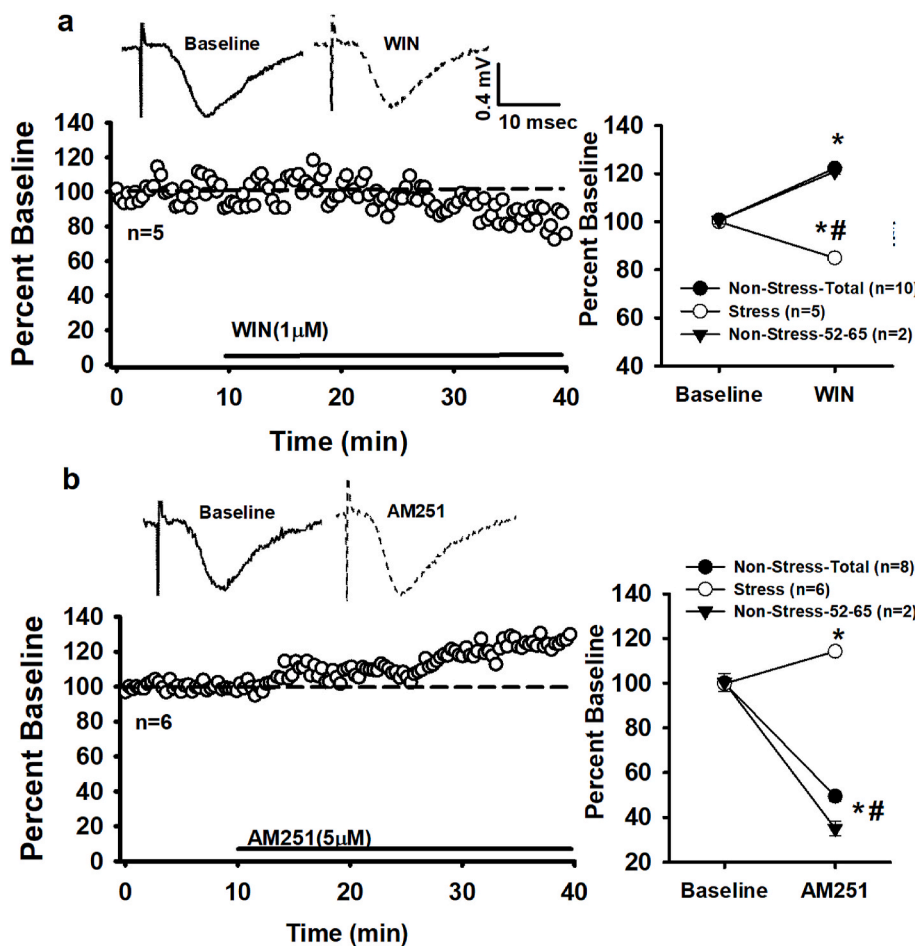 a
Baseline
WIN
0.4 mV
10 msec
Percent Baseline
140
120
100
80
60
40
20
0
n=5
WIN(1μM)
0
10
20
30
40
Time (min)
Percent Baseline
140
120
100
80
60
40
*
*#
Non-Stress-Total (n=10)
Stress (n=5)
Non-Stress-52-65 (n=2)
Baseline
WIN
b
Baseline
AM251
Percent Baseline
140
120
100
80
60
40
20
0
n=6
AM251(5μM)
0
10
20
30
40
Time (min)
Non-Stress-Total (n=8)
Stress (n=6)
Non-Stress-52-65 (n=2)
Percent Baseline
140
120
100
80
60
40
20
*
*#
Baseline
AM251